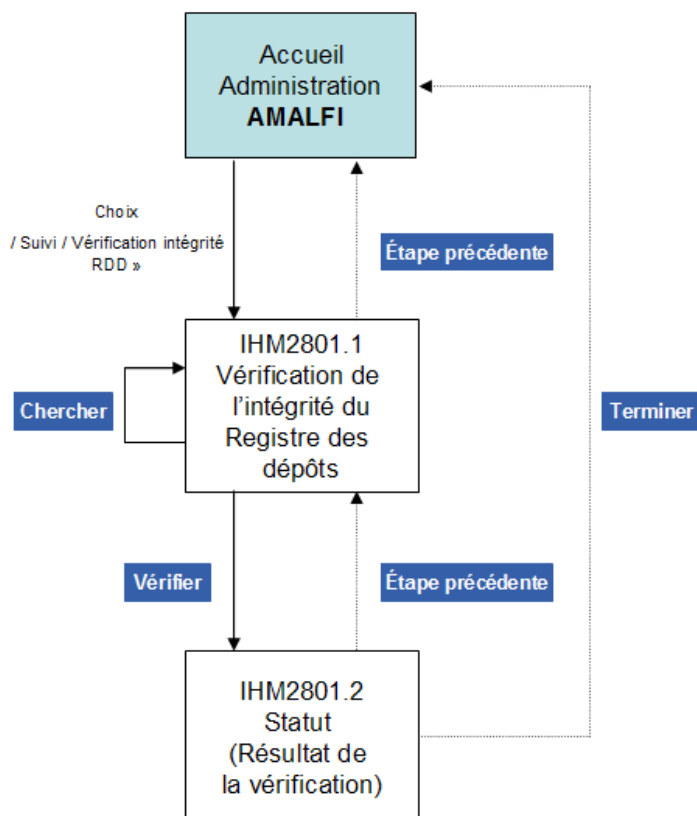 Accueil
Administration
AMALFI
Choix
/ Suivi / Vérification intégrité
RDD »
Étape précédente
IHM2801.1
Vérification de
l'intégrité du
Registre des
dépôts
Chercher
Terminer
Vérifier
Étape précédente
IHM2801.2
Statut
(Résultat de
la vérification)